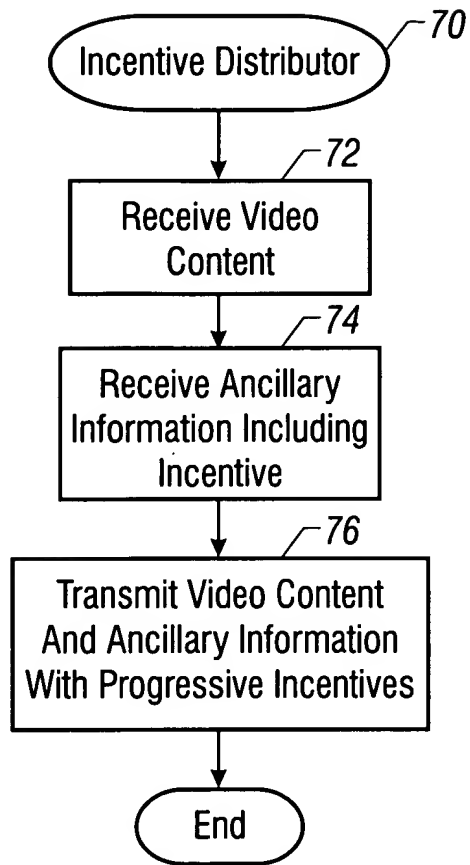 70
Incentive Distributor
72
Receive Video
Content
74
Receive Ancillary
Information Including
Incentive
76
Transmit Video Content
And Ancillary Information
With Progressive Incentives
End